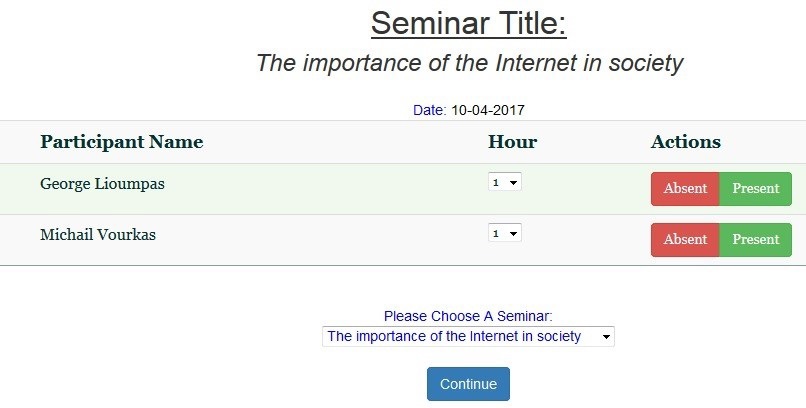 Seminar Title:
The importance of the Internet in society
Date: 10-04-2017
Participant Name Hour Actions
George Lioumpas 1 Absent Present
Michail Vourkas 1 Absent Present
Please Choose A Seminar:
The importance of the Internet in society
Continue